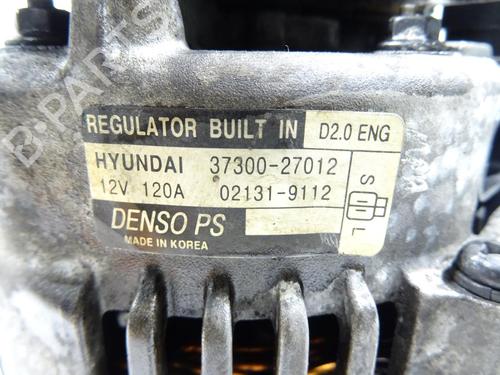 REGULATOR BUILT IN D2.0 ENG
HYUNDAI 37300-27012
12V 120A 02131-9112
S
L
DENSO PS
MADE IN KOREA
B-PARTS